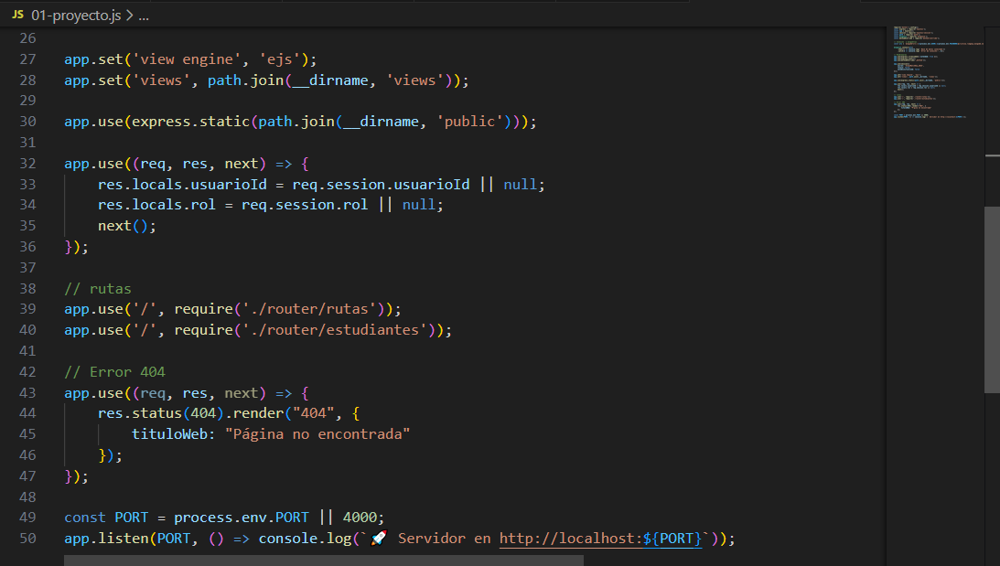 JS 01-proyecto.js > ...
26
27 app.set('view engine', 'ejs');
28 app.set('views', path.join(__dirname, 'views'));
29
30 app.use(express.static(path.join(__dirname, 'public')));
31
32 app.use((req, res, next) => {
33     res.locals.usuarioId = req.session.usuarioId || null;
34     res.locals.rol = req.session.rol || null;
35     next();
36 });
37
38 // rutas
39 app.use('/', require('./router/rutas'));
40 app.use('/', require('./router/estudiantes'));
41
42 // Error 404
43 app.use((req, res, next) => {
44     res.status(404).render("404", {
45         tituloWeb: "Página no encontrada"
46     });
47 });
48
49 const PORT = process.env.PORT || 4000;
50 app.listen(PORT, () => console.log(`🚀 Servidor en http://localhost:${PORT}`));